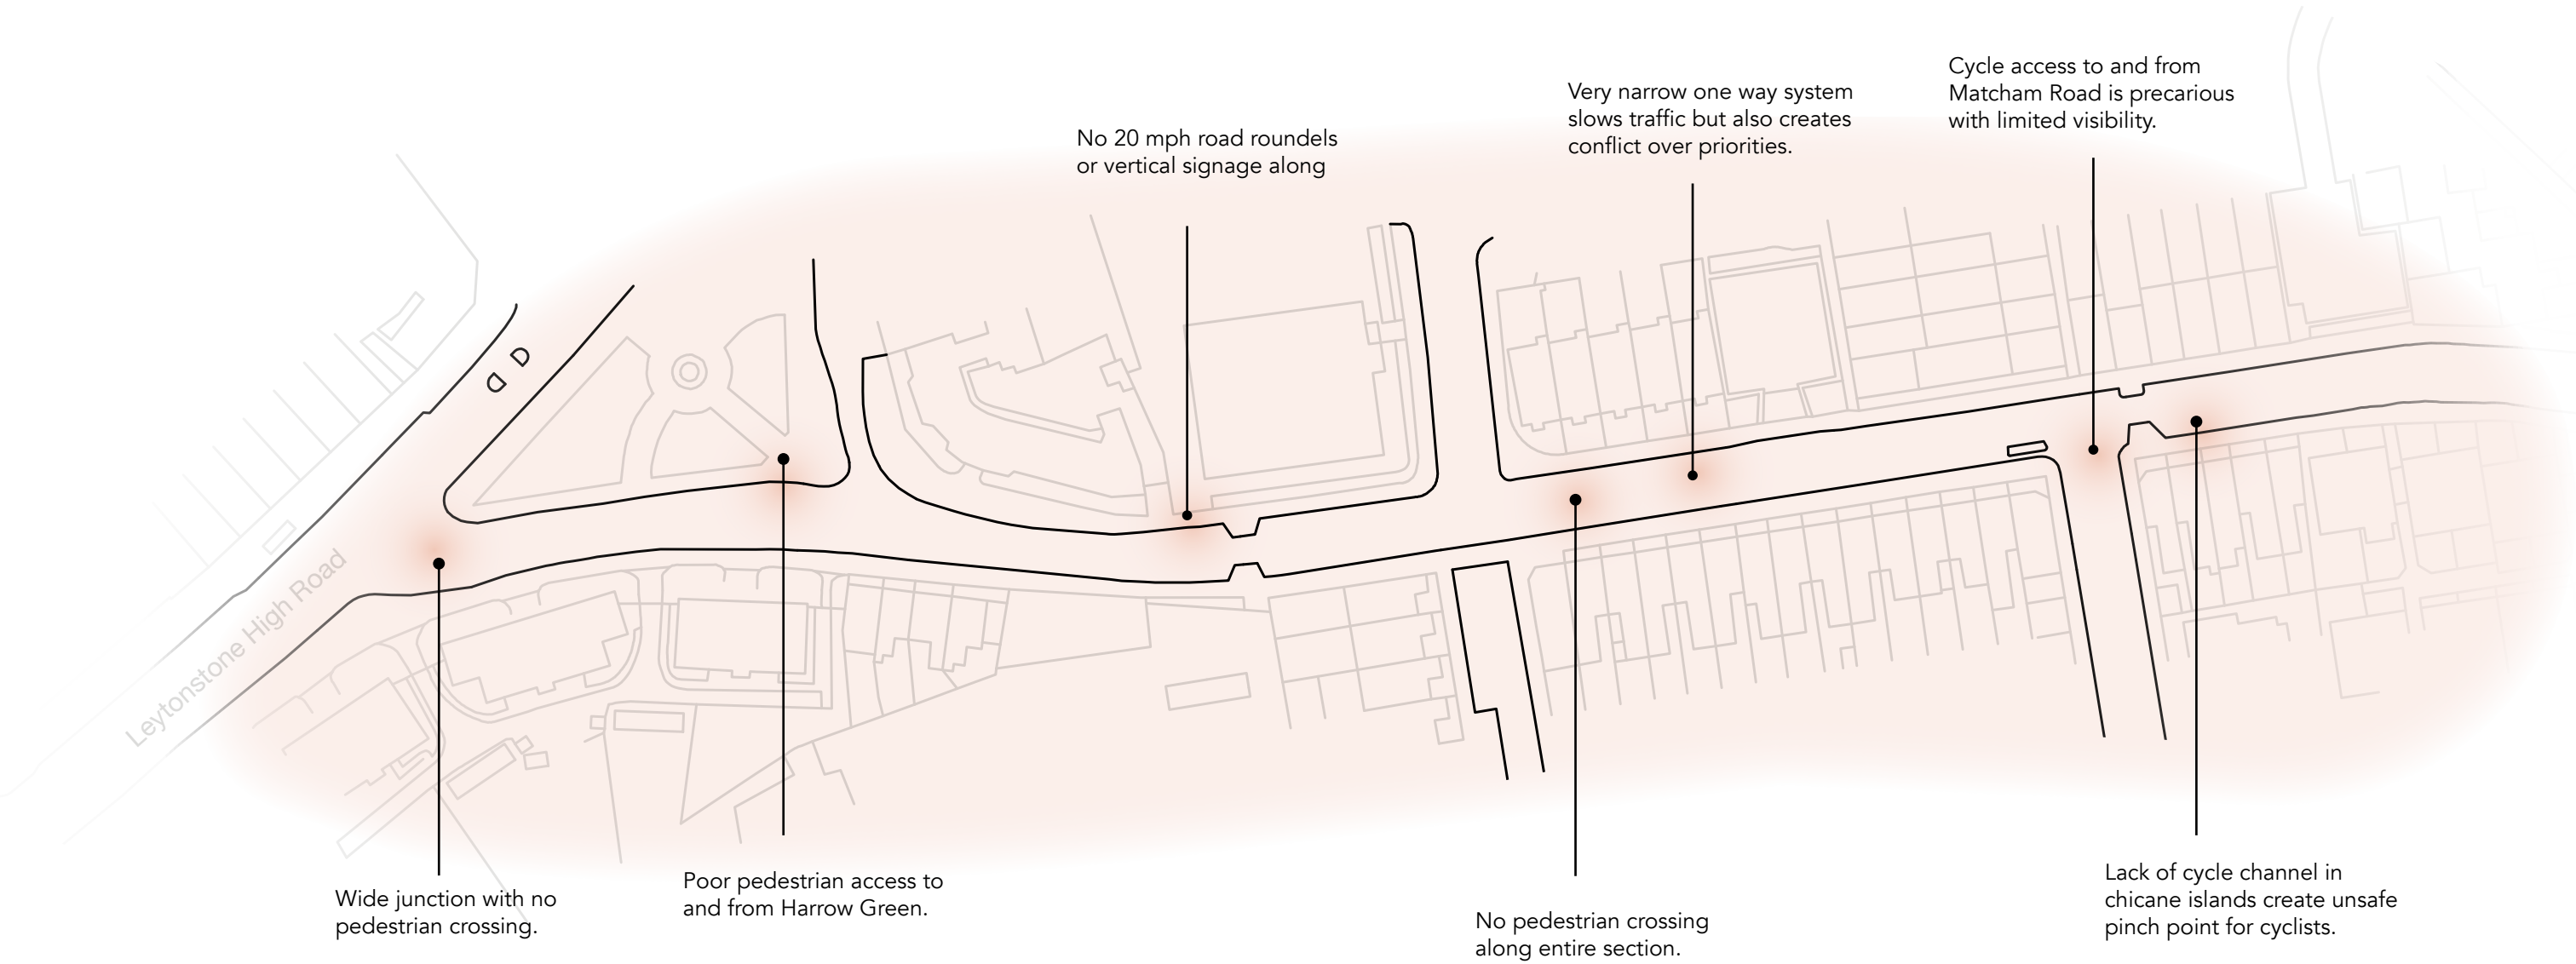 Cycle access to and from
Matcham Road is precarious
with limited visibility.
Very narrow one way system
slows traffic but also creates
conflict over priorities.
No 20 mph road roundels
or vertical signage along
Leytonstone High Road
Wide junction with no
pedestrian crossing.
Poor pedestrian access to
and from Harrow Green.
No pedestrian crossing
along entire section.
Lack of cycle channel in
chicane islands create unsafe
pinch point for cyclists.